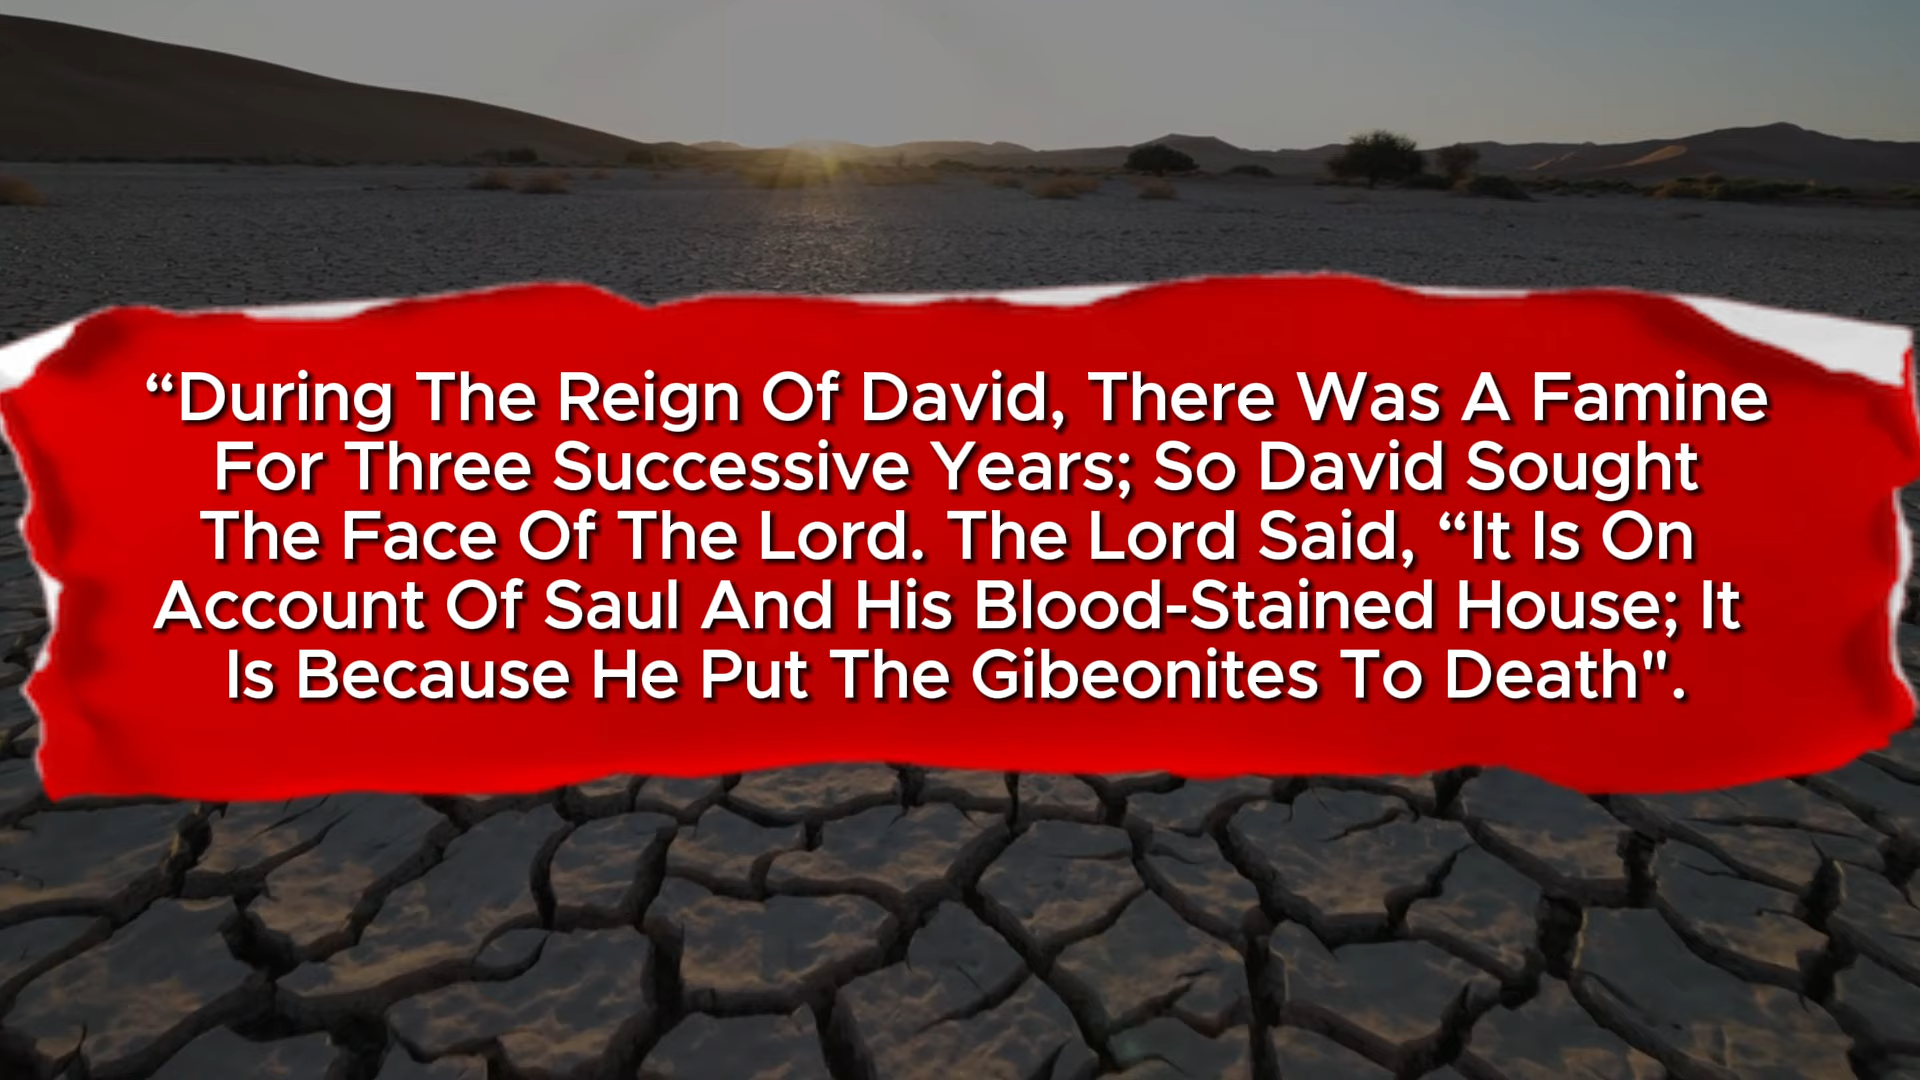 “During The Reign Of David, There Was A Famine
For Three Successive Years; So David Sought
The Face Of The Lord. The Lord Said, “It Is On
Account Of Saul And His Blood-Stained House; It
Is Because He Put The Gibeonites To Death".